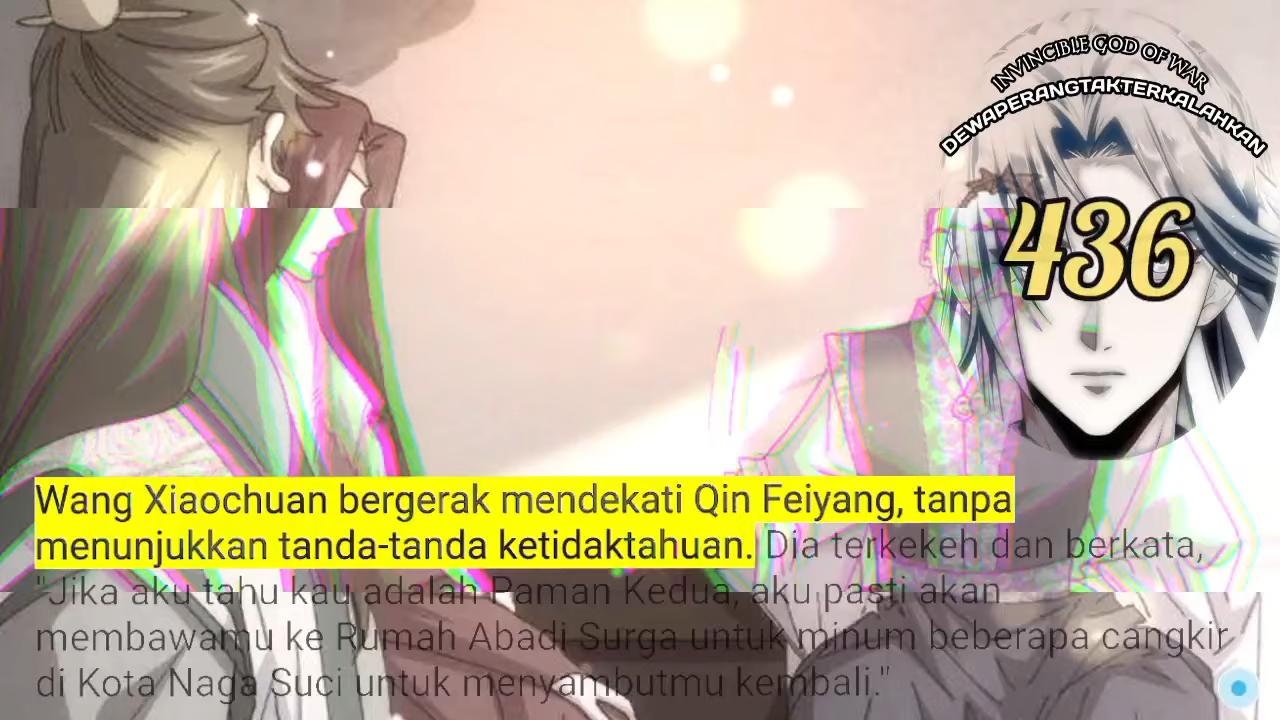 INVINCIBLE GOD OF WAR
DEWAPERANGTAKTERKALAHKAN
436
Wang Xiaochuan bergerak mendekati Qin Feiyang, tanpa
menunjukkan tanda-tanda ketidaktahuan. Dia terkekeh dan berkata,
"Jika aku tahu kau adalah Paman Kedua, aku pasti akan
membawamu ke Rumah Abadi Surga untuk minum beberapa cangkir
di Kota Naga Suci untuk menyambutmu kembali."